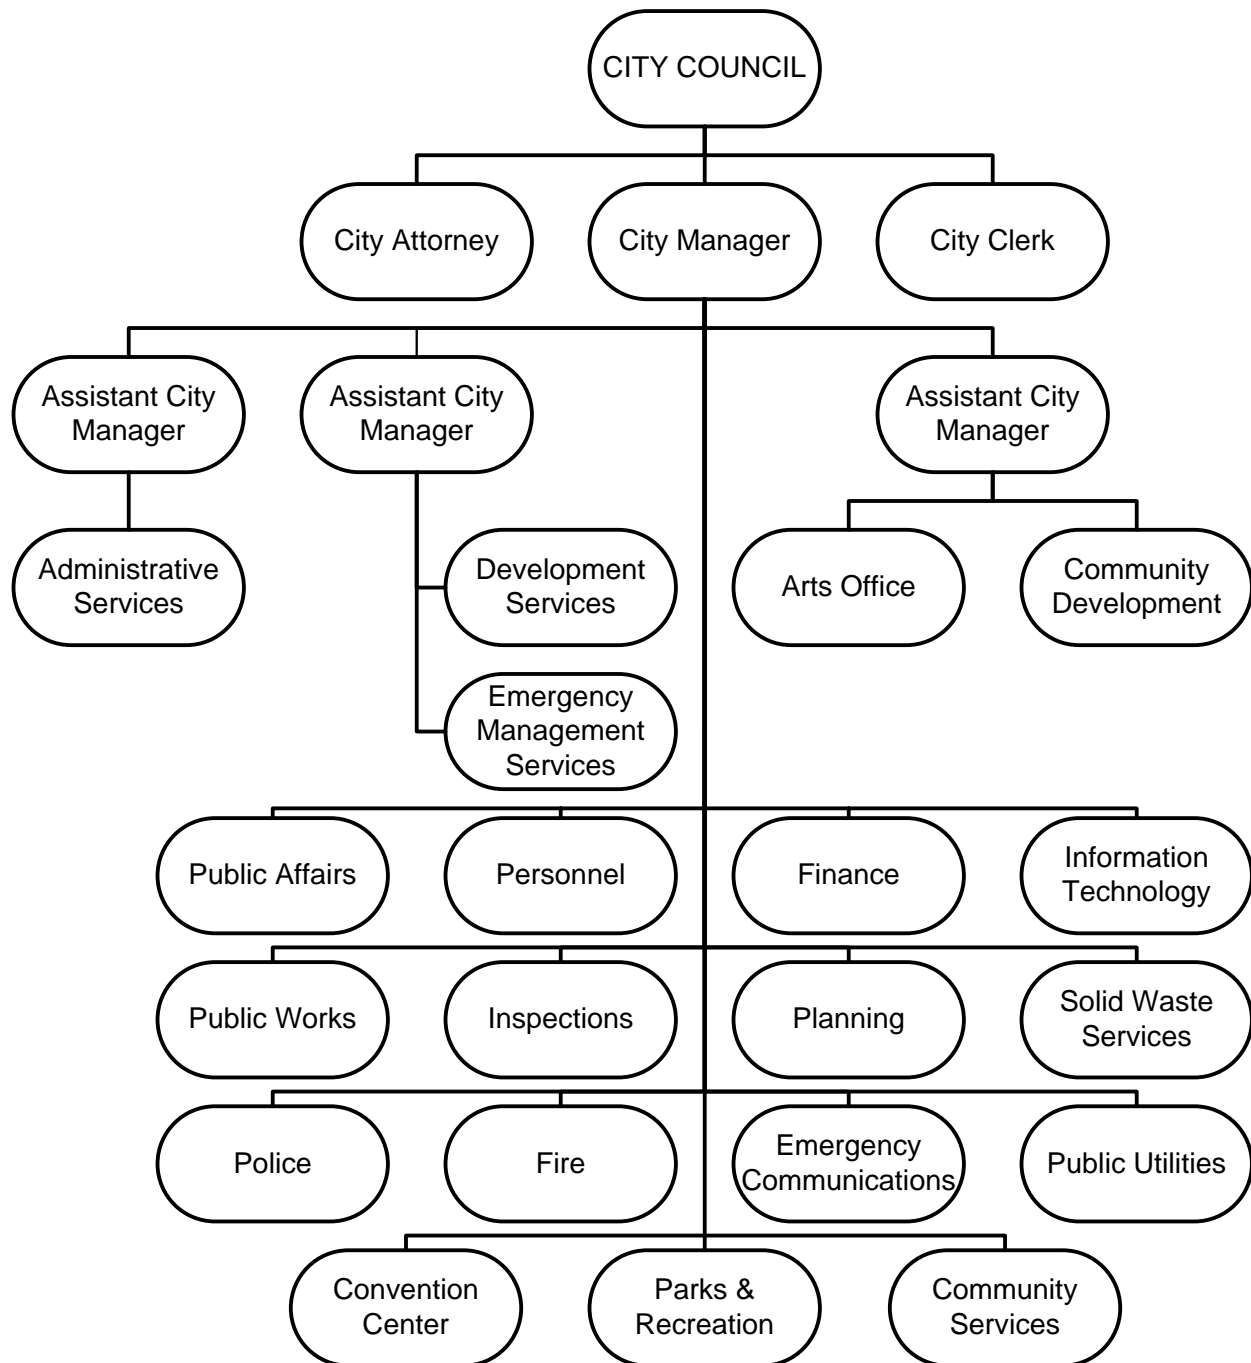 CITY COUNCIL
City Attorney
City Manager
City Clerk
Assistant City
Manager
Assistant City
Manager
Assistant City
Manager
Administrative
Services
Development
Services
Arts Office
Community
Development
Emergency
Management
Services
Public Affairs
Personnel
Finance
Information
Technology
Public Works
Inspections
Planning
Solid Waste
Services
Police
Fire
Emergency
Communications
Public Utilities
Convention
Center
Parks &
Recreation
Community
Services